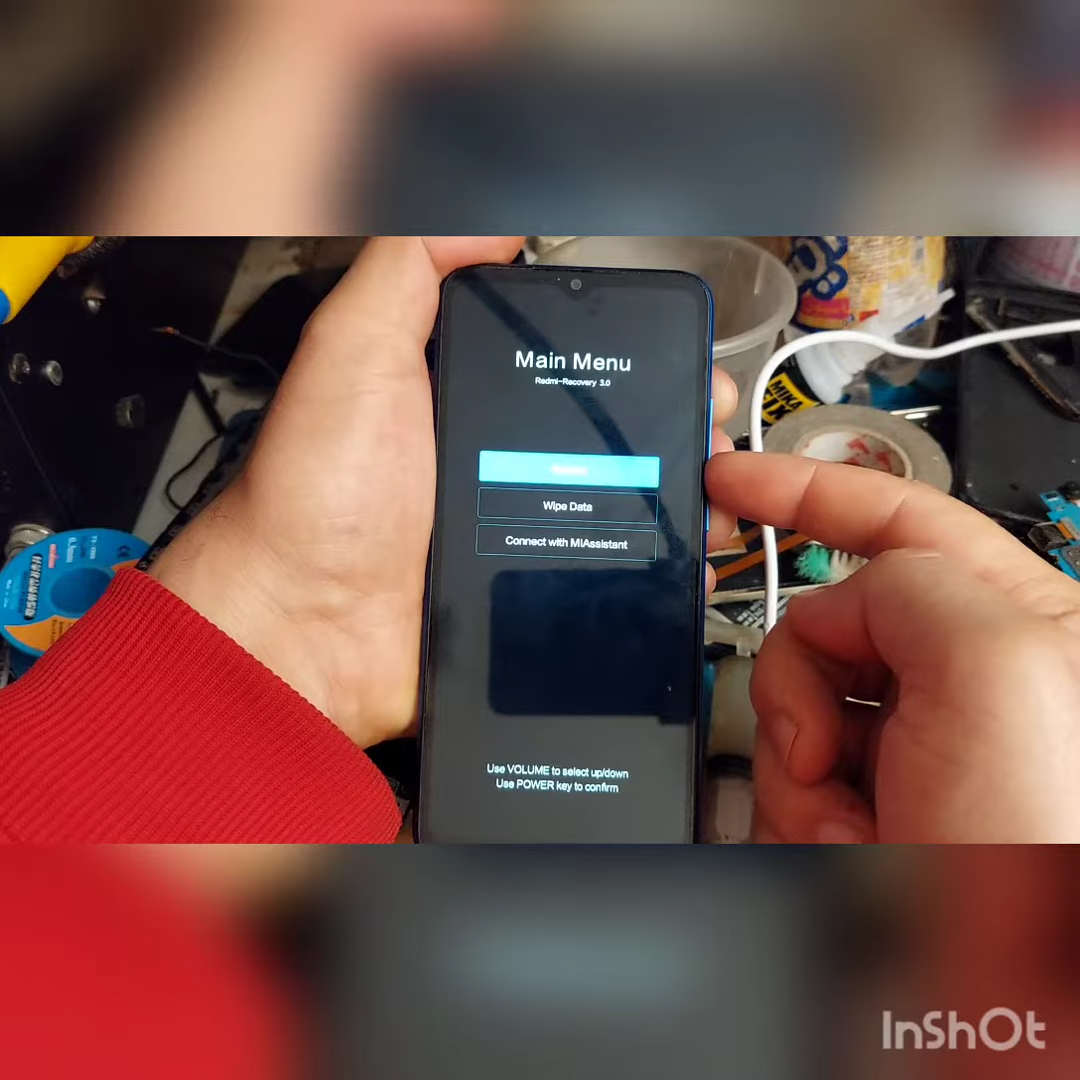 Main Menu
Redmi-Recovery 3.0
Wipe Data
Connect with MIAssistant
Use VOLUME to select up/down
Use POWER key to confirm
MIKA
InShOt